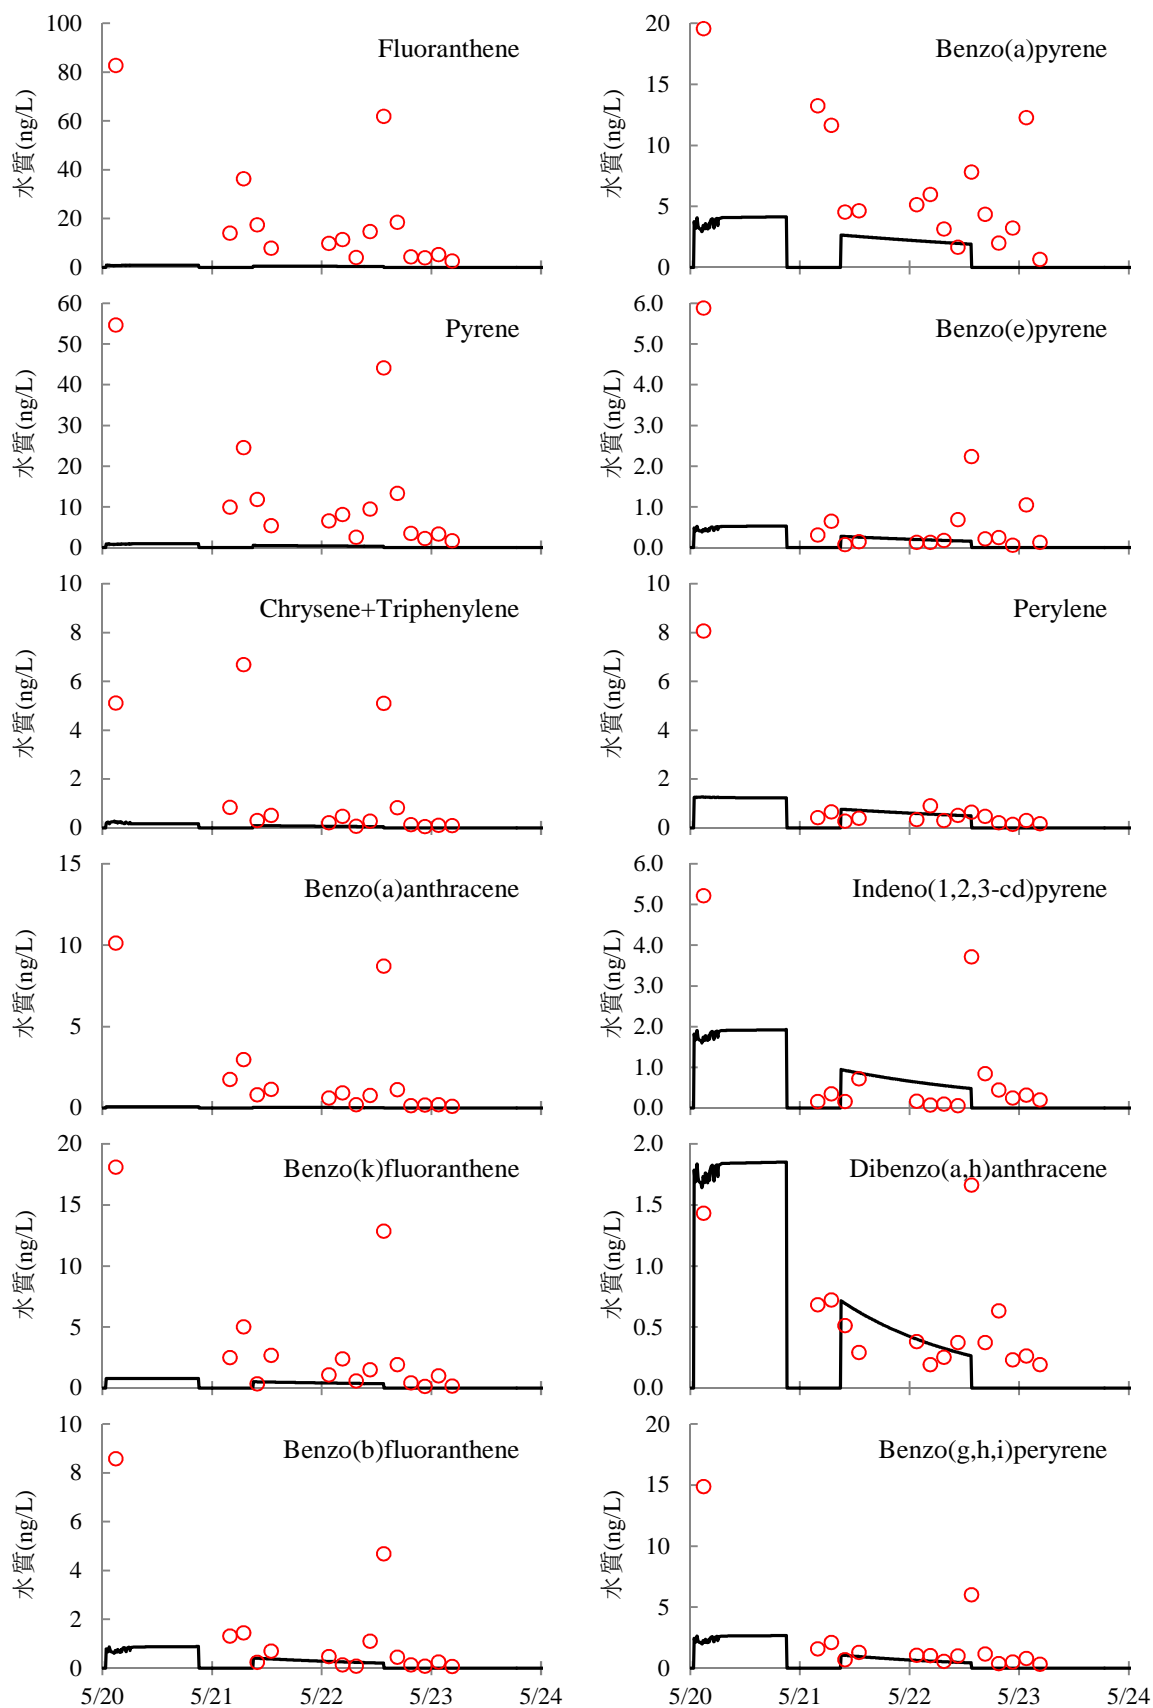 100
80
60
40
20
0
水質(ng/L)
Fluoranthene
20
15
10
5
0
水質(ng/L)
Benzo(a)pyrene
60
50
40
30
20
10
0
水質(ng/L)
Pyrene
6.0
5.0
4.0
3.0
2.0
1.0
0.0
水質(ng/L)
Benzo(e)pyrene
10
8
6
4
2
0
水質(ng/L)
Chrysene+Triphenylene
10
8
6
4
2
0
水質(ng/L)
Perylene
15
10
5
0
水質(ng/L)
Benzo(a)anthracene
6.0
5.0
4.0
3.0
2.0
1.0
0.0
水質(ng/L)
Indeno(1,2,3-cd)pyrene
20
15
10
5
0
水質(ng/L)
Benzo(k)fluoranthene
2.0
1.5
1.0
0.5
0.0
水質(ng/L)
Dibenzo(a,h)anthracene
10
8
6
4
2
0
水質(ng/L)
Benzo(b)fluoranthene
5/20 5/21 5/22 5/23 5/24
20
15
10
5
0
水質(ng/L)
Benzo(g,h,i)peryrene
5/20 5/21 5/22 5/23 5/24